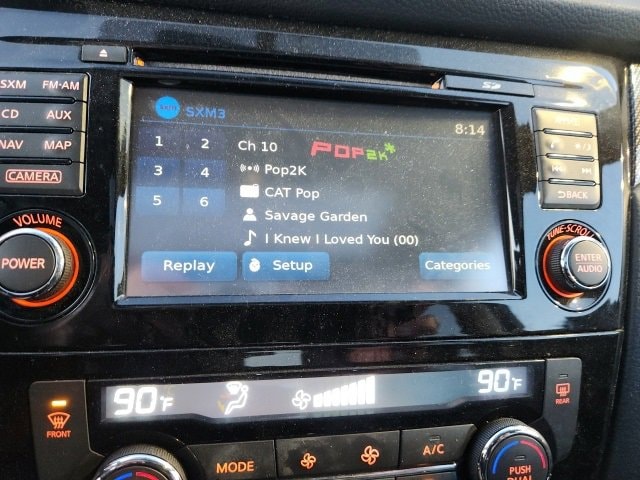 SXM FM-AM
CD AUX
NAV MAP
CAMERA
VOLUME
POWER
SXM3
8:14
1 2
3 4
5 6
Ch 10 POP2K
Pop2K
CAT Pop
Savage Garden
I Knew I Loved You (00)
Replay
Setup
Categories
BACK
TUNE-SCROLL
ENTER
AUDIO
90°F
90°F
FRONT
REAR
MODE
A/C
PUSH
DUAL